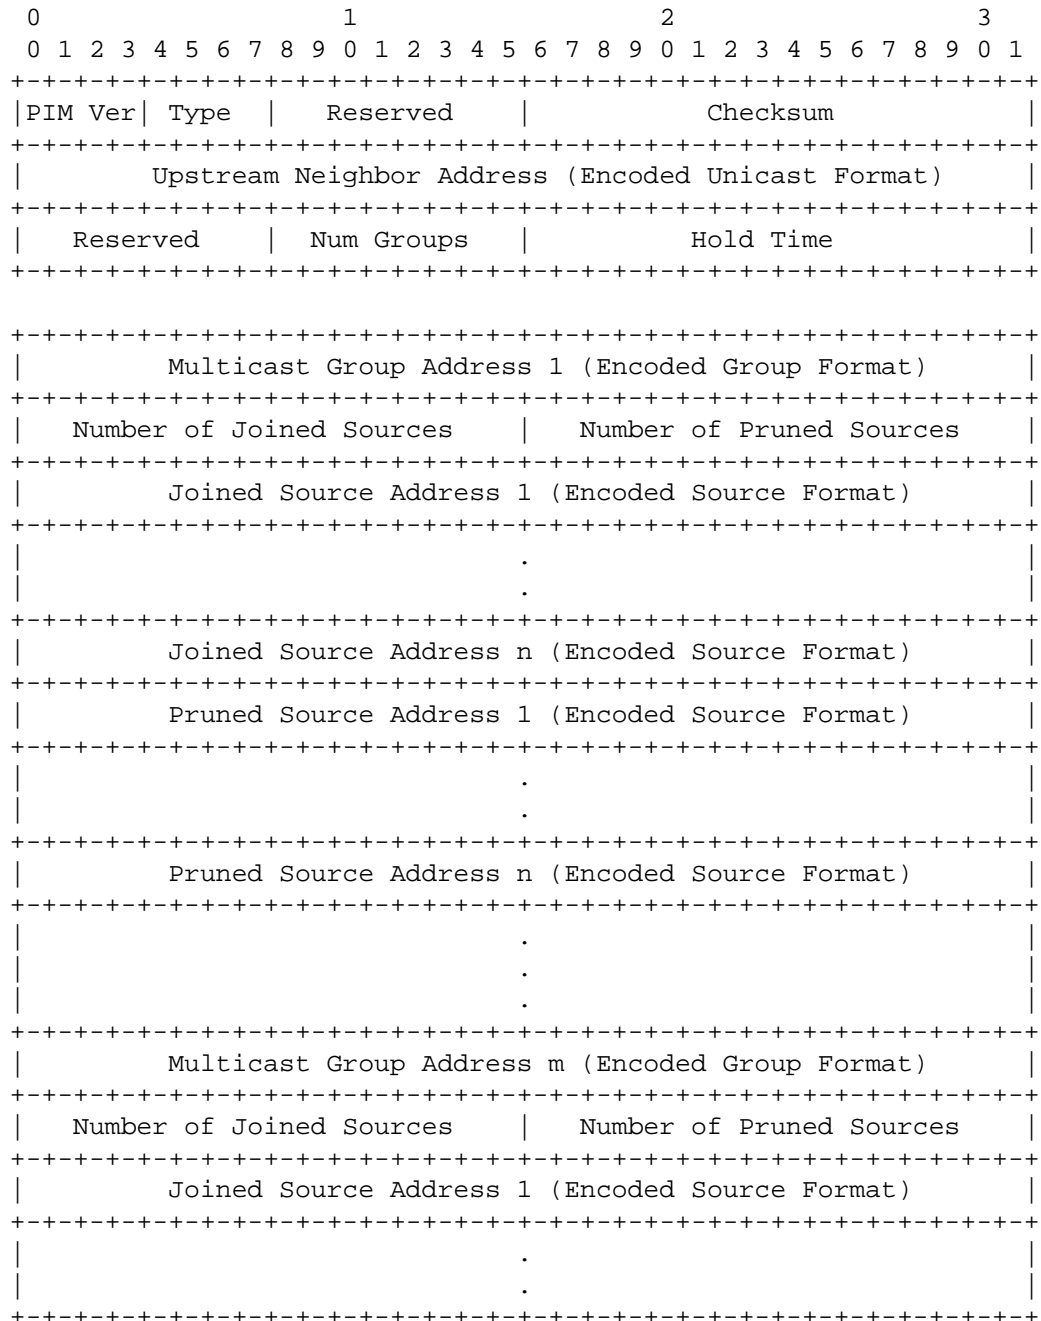 0                   1                   2                   3
 0 1 2 3 4 5 6 7 8 9 0 1 2 3 4 5 6 7 8 9 0 1 2 3 4 5 6 7 8 9 0 1
+-+-+-+-+-+-+-+-+-+-+-+-+-+-+-+-+-+-+-+-+-+-+-+-+-+-+-+-+-+-+-+-+
|PIM Ver| Type  |   Reserved    |           Checksum            |
+-+-+-+-+-+-+-+-+-+-+-+-+-+-+-+-+-+-+-+-+-+-+-+-+-+-+-+-+-+-+-+-+
|        Upstream Neighbor Address (Encoded Unicast Format)     |
+-+-+-+-+-+-+-+-+-+-+-+-+-+-+-+-+-+-+-+-+-+-+-+-+-+-+-+-+-+-+-+-+
|   Reserved    |  Num Groups   |          Hold Time            |
+-+-+-+-+-+-+-+-+-+-+-+-+-+-+-+-+-+-+-+-+-+-+-+-+-+-+-+-+-+-+-+-+

+-+-+-+-+-+-+-+-+-+-+-+-+-+-+-+-+-+-+-+-+-+-+-+-+-+-+-+-+-+-+-+-+
|         Multicast Group Address 1 (Encoded Group Format)      |
+-+-+-+-+-+-+-+-+-+-+-+-+-+-+-+-+-+-+-+-+-+-+-+-+-+-+-+-+-+-+-+-+
|   Number of Joined Sources    |   Number of Pruned Sources    |
+-+-+-+-+-+-+-+-+-+-+-+-+-+-+-+-+-+-+-+-+-+-+-+-+-+-+-+-+-+-+-+-+
|         Joined Source Address 1 (Encoded Source Format)       |
+-+-+-+-+-+-+-+-+-+-+-+-+-+-+-+-+-+-+-+-+-+-+-+-+-+-+-+-+-+-+-+-+
|                               .                               |
|                               .                               |
+-+-+-+-+-+-+-+-+-+-+-+-+-+-+-+-+-+-+-+-+-+-+-+-+-+-+-+-+-+-+-+-+
|         Joined Source Address n (Encoded Source Format)       |
+-+-+-+-+-+-+-+-+-+-+-+-+-+-+-+-+-+-+-+-+-+-+-+-+-+-+-+-+-+-+-+-+
|         Pruned Source Address 1 (Encoded Source Format)       |
+-+-+-+-+-+-+-+-+-+-+-+-+-+-+-+-+-+-+-+-+-+-+-+-+-+-+-+-+-+-+-+-+
|                               .                               |
|                               .                               |
+-+-+-+-+-+-+-+-+-+-+-+-+-+-+-+-+-+-+-+-+-+-+-+-+-+-+-+-+-+-+-+-+
|         Pruned Source Address n (Encoded Source Format)       |
+-+-+-+-+-+-+-+-+-+-+-+-+-+-+-+-+-+-+-+-+-+-+-+-+-+-+-+-+-+-+-+-+
|                               .                               |
|                               .                               |
|                               .                               |
+-+-+-+-+-+-+-+-+-+-+-+-+-+-+-+-+-+-+-+-+-+-+-+-+-+-+-+-+-+-+-+-+
|         Multicast Group Address m (Encoded Group Format)      |
+-+-+-+-+-+-+-+-+-+-+-+-+-+-+-+-+-+-+-+-+-+-+-+-+-+-+-+-+-+-+-+-+
|   Number of Joined Sources    |   Number of Pruned Sources    |
+-+-+-+-+-+-+-+-+-+-+-+-+-+-+-+-+-+-+-+-+-+-+-+-+-+-+-+-+-+-+-+-+
|         Joined Source Address 1 (Encoded Source Format)       |
+-+-+-+-+-+-+-+-+-+-+-+-+-+-+-+-+-+-+-+-+-+-+-+-+-+-+-+-+-+-+-+-+
|                               .                               |
|                               .                               |
+-+-+-+-+-+-+-+-+-+-+-+-+-+-+-+-+-+-+-+-+-+-+-+-+-+-+-+-+-+-+-+-+